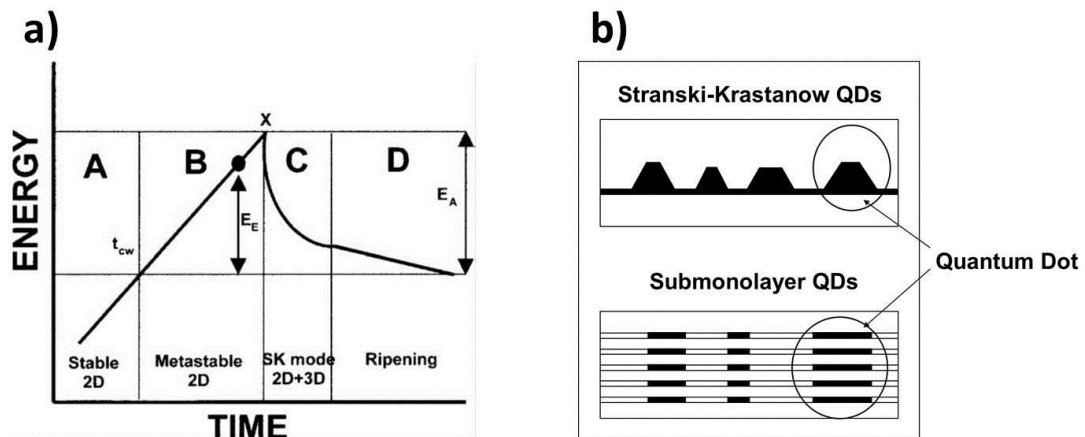 a)
ENERGY
TIME
A
B
C
D
X
t_cw
E_E
E_A
Stable
2D
Metastable
2D
SK mode
2D+3D
Ripening
b)
Stranski-Krastanow QDs
Quantum Dot
Submonolayer QDs